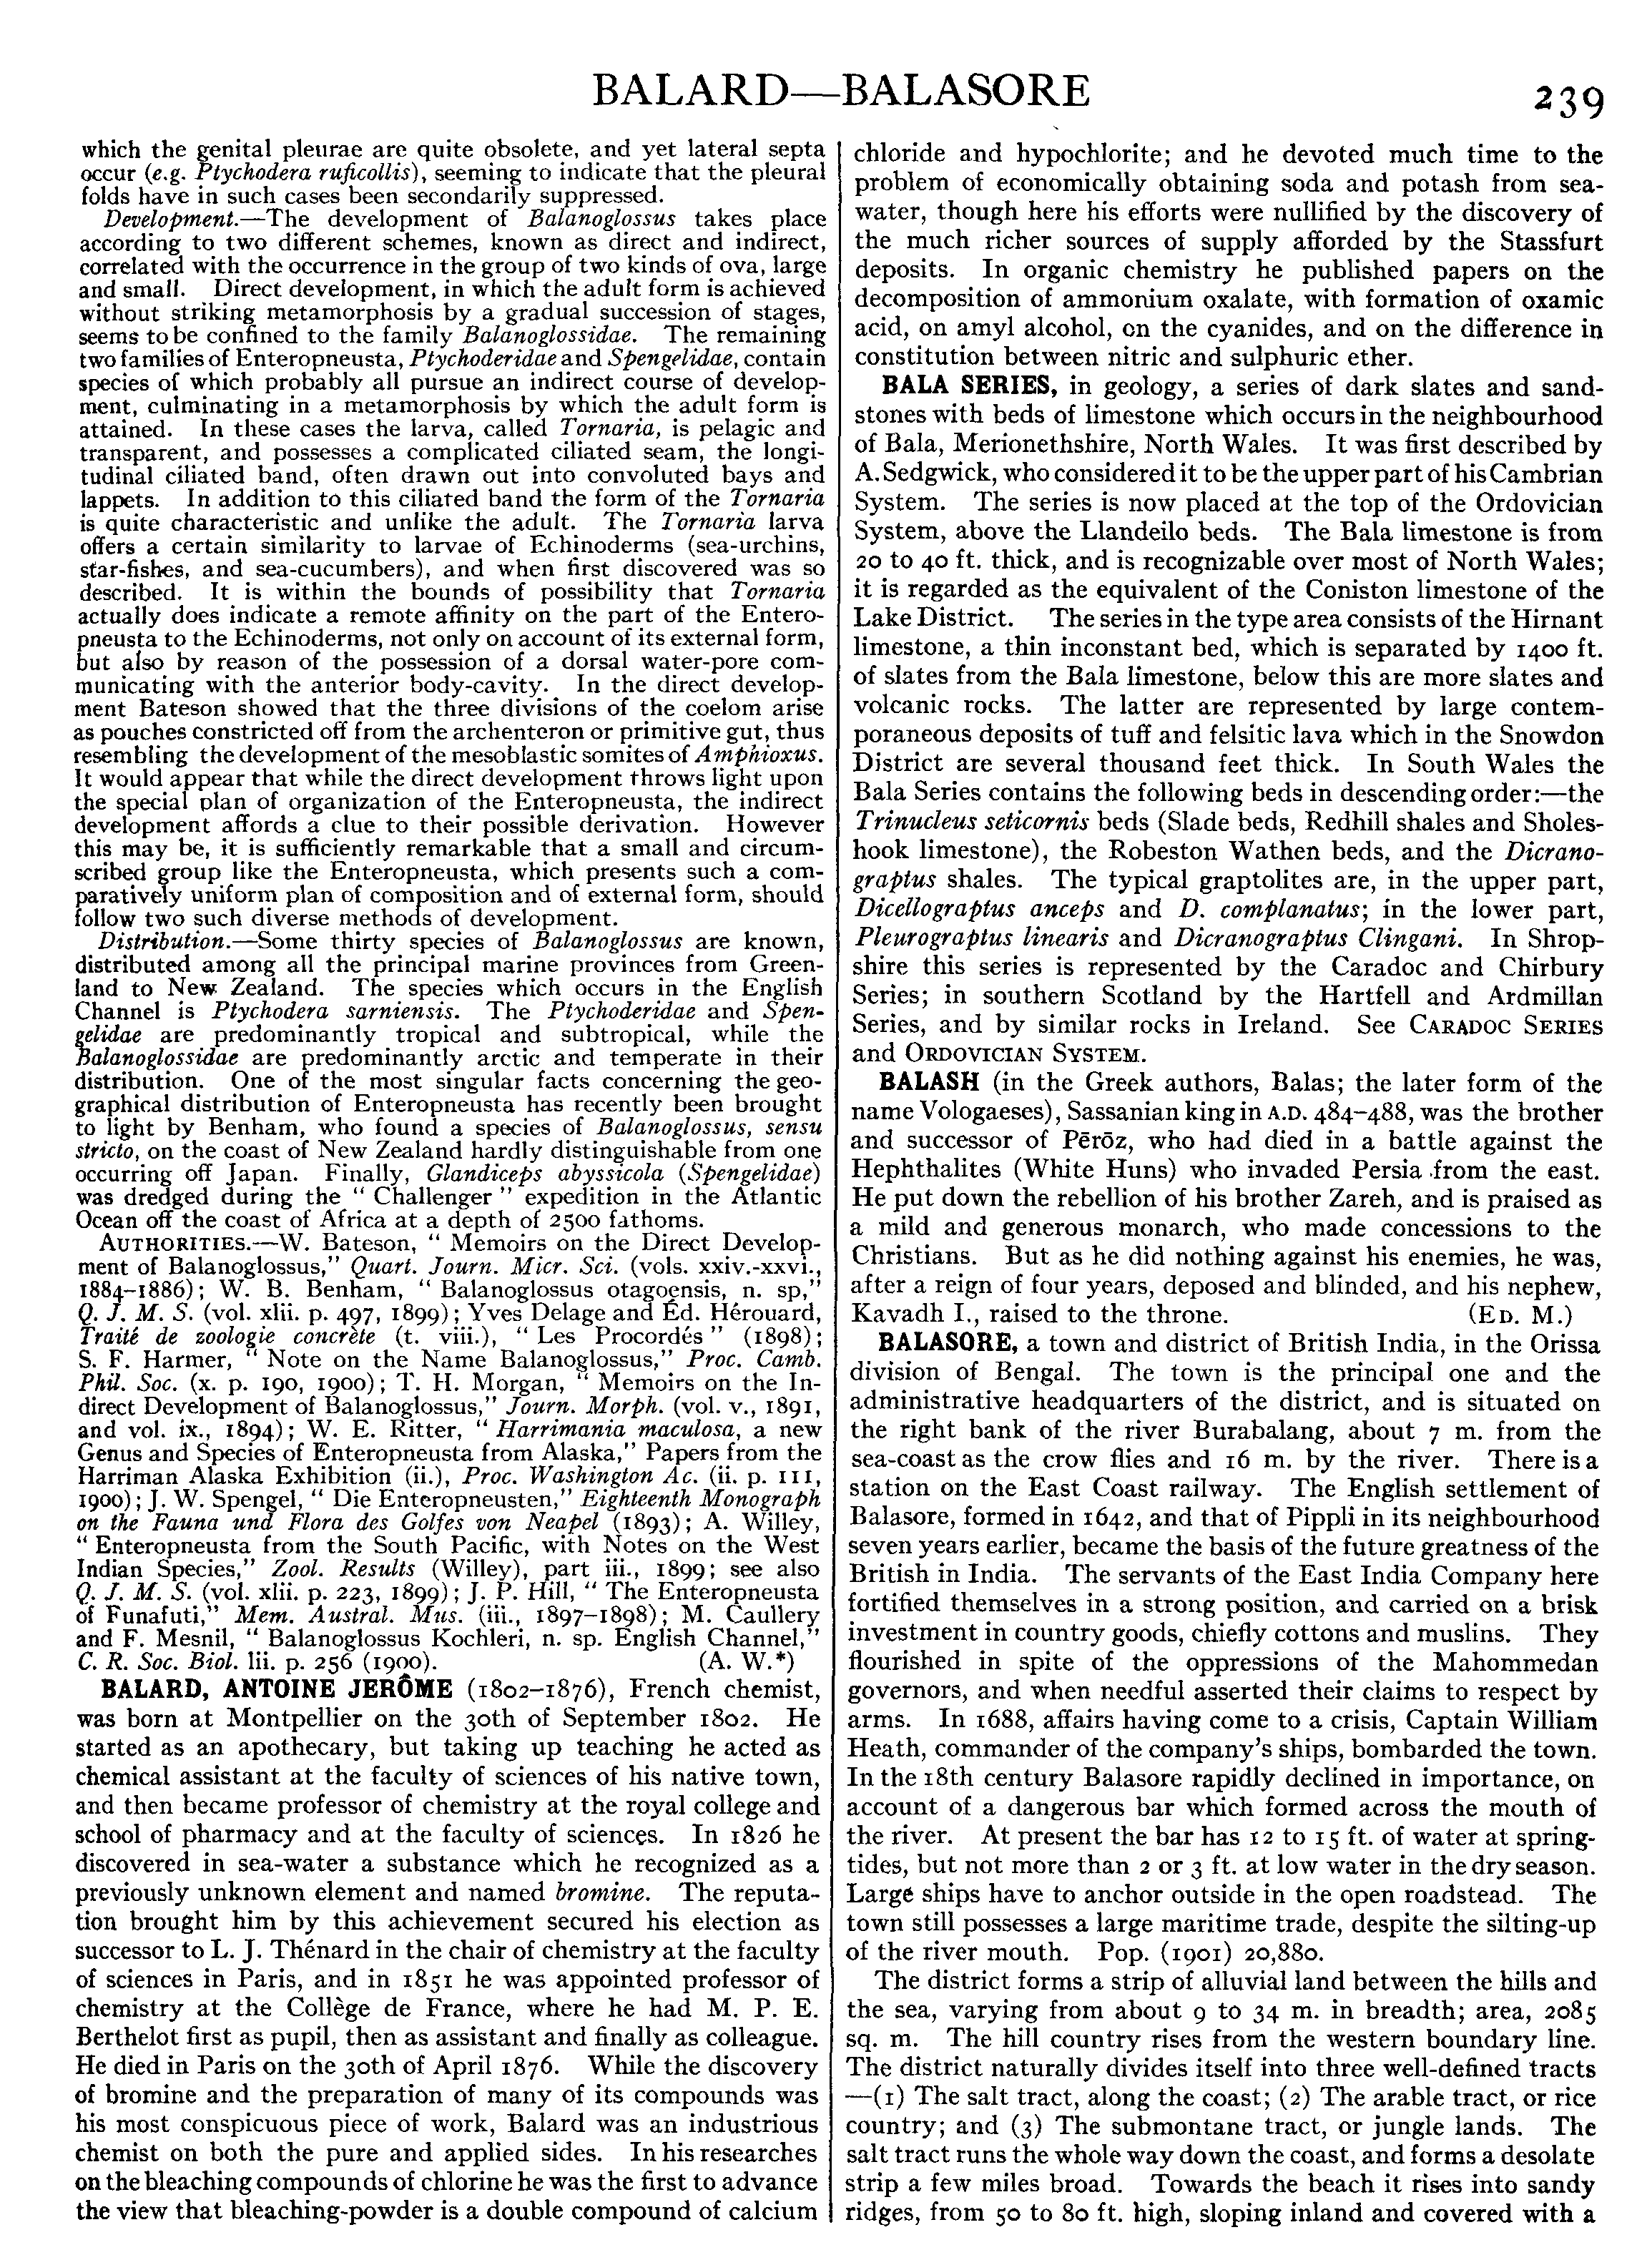 BALARD—BALASORE
239
which the genital pleurae are quite obsolete, and yet lateral septa
occur (e.g. Ptychodera ruficollis), seeming to indicate that the pleural
folds have in such cases been secondarily suppressed.
Development.—The development of Balanoglossus takes place
according to two different schemes, known as direct and indirect,
correlated with the occurrence in the group of two kinds of ova, large
and small. Direct development, in which the adult form is achieved
without striking metamorphosis by a gradual succession of stages,
seems to be confined to the family Balanoglossidae. The remaining
two families of Enteropneusta, Ptychoderidae and Spengelidae, contain
species of which probably all pursue an indirect course of develop-
ment, culminating in a metamorphosis by which the adult form is
attained. In these cases the larva, called Tornaria, is pelagic and
transparent, and possesses a complicated ciliated seam, the longi-
tudinal ciliated band, often drawn out into convoluted bays and
lappets. In addition to this ciliated band the form of the Tornaria
is quite characteristic and unlike the adult. The Tornaria larva
offers a certain similarity to larvae of Echinoderms (sea-urchins,
star-fishes, and sea-cucumbers), and when first discovered was so
described. It is within the bounds of possibility that Tornaria
actually does indicate a remote affinity on the part of the Entero-
pneusta to the Echinoderms, not only on account of its external form,
but also by reason of the possession of a dorsal water-pore com-
municating with the anterior body-cavity. In the direct develop-
ment Bateson showed that the three divisions of the coelom arise
as pouches constricted off from the archenteron or primitive gut, thus
resembling the development of the mesoblastic somites of Amphioxus.
It would appear that while the direct development throws light upon
the special plan of organization of the Enteropneusta, the indirect
development affords a clue to their possible derivation. However
this may be, it is sufficiently remarkable that a small and circum-
scribed group like the Enteropneusta, which presents such a com-
paratively uniform plan of composition and of external form, should
follow two such diverse methods of development.
Distribution.—Some thirty species of Balanoglossus are known,
distributed among all the principal marine provinces from Green-
land to New Zealand. The species which occurs in the English
Channel is Ptychodera sarniensis. The Ptychoderidae and Spen-
gelidae are predominantly tropical and subtropical, while the
Balanoglossidae are predominantly arctic and temperate in their
distribution. One of the most singular facts concerning the geo-
graphical distribution of Enteropneusta has recently been brought
to light by Benham, who found a species of Balanoglossus, sensu
stricto, on the coast of New Zealand hardly distinguishable from one
occurring off Japan. Finally, Glandiceps abyssicola (Spengelidae)
was dredged during the " Challenger " expedition in the Atlantic
Ocean off the coast of Africa at a depth of 2500 fathoms.
AUTHORITIES.—W. Bateson, " Memoirs on the Direct Develop-
ment of Balanoglossus," Quart. Journ. Micr. Sci. (vols. xxiv.-xxvi.,
1884–1886); W. B. Benham, " Balanoglossus otagoensis, n. sp,"
Q. J. M. S. (vol. xlii. p. 497, 1899); Yves Delage and Éd. Hérouard,
Traité de zoologie concrète (t. viii.), " Les Procordés " (1898);
S. F. Harmer, " Note on the Name Balanoglossus," Proc. Camb.
Phil. Soc. (x. p. 190, 1900); T. H. Morgan, " Memoirs on the In-
direct Development of Balanoglossus," Journ. Morph. (vol. v., 1891,
and vol. ix., 1894); W. E. Ritter, " Harrimania maculosa, a new
Genus and Species of Enteropneusta from Alaska," Papers from the
Harriman Alaska Exhibition (ii.), Proc. Washington Ac. (ii. p. 111,
1900); J. W. Spengel, " Die Enteropneusten," Eighteenth Monograph
on the Fauna und Flora des Golfes von Neapel (1893); A. Willey,
" Enteropneusta from the South Pacific, with Notes on the West
Indian Species," Zool. Results (Willey), part iii., 1899; see also
Q. J. M. S. (vol. xlii. p. 223, 1899); J. P. Hill, " The Enteropneusta
of Funafuti," Mem. Austral. Mus. (iii., 1897–1898); M. Caullery
and F. Mesnil, " Balanoglossus Kochleri, n. sp. English Channel,"
C. R. Soc. Biol. lii. p. 256 (1900). (A. W.*)
BALARD, ANTOINE JERÔME (1802–1876), French chemist,
was born at Montpellier on the 30th of September 1802. He
started as an apothecary, but taking up teaching he acted as
chemical assistant at the faculty of sciences of his native town,
and then became professor of chemistry at the royal college and
school of pharmacy and at the faculty of sciences. In 1826 he
discovered in sea-water a substance which he recognized as a
previously unknown element and named bromine. The reputa-
tion brought him by this achievement secured his election as
successor to L. J. Thénard in the chair of chemistry at the faculty
of sciences in Paris, and in 1851 he was appointed professor of
chemistry at the Collège de France, where he had M. P. E.
Berthelot first as pupil, then as assistant and finally as colleague.
He died in Paris on the 30th of April 1876. While the discovery
of bromine and the preparation of many of its compounds was
his most conspicuous piece of work, Balard was an industrious
chemist on both the pure and applied sides. In his researches
on the bleaching compounds of chlorine he was the first to advance
the view that bleaching-powder is a double compound of calcium
chloride and hypochlorite; and he devoted much time to the
problem of economically obtaining soda and potash from sea-
water, though here his efforts were nullified by the discovery of
the much richer sources of supply afforded by the Stassfurt
deposits. In organic chemistry he published papers on the
decomposition of ammonium oxalate, with formation of oxamic
acid, on amyl alcohol, on the cyanides, and on the difference in
constitution between nitric and sulphuric ether.
BALA SERIES, in geology, a series of dark slates and sand-
stones with beds of limestone which occurs in the neighbourhood
of Bala, Merionethshire, North Wales. It was first described by
A. Sedgwick, who considered it to be the upper part of his Cambrian
System. The series is now placed at the top of the Ordovician
System, above the Llandeilo beds. The Bala limestone is from
20 to 40 ft. thick, and is recognizable over most of North Wales;
it is regarded as the equivalent of the Coniston limestone of the
Lake District. The series in the type area consists of the Hirnant
limestone, a thin inconstant bed, which is separated by 1400 ft.
of slates from the Bala limestone, below this are more slates and
volcanic rocks. The latter are represented by large contem-
poraneous deposits of tuff and felsitic lava which in the Snowdon
District are several thousand feet thick. In South Wales the
Bala Series contains the following beds in descending order:—the
Trinucleus seticornis beds (Slade beds, Redhill shales and Sholes-
hook limestone), the Robeston Wathen beds, and the Dicrano-
graptus shales. The typical graptolites are, in the upper part,
Dicellograptus anceps and D. complanatus; in the lower part,
Pleurograptus linearis and Dicranograptus Clingani. In Shrop-
shire this series is represented by the Caradoc and Chirbury
Series; in southern Scotland by the Hartfell and Ardmillan
Series, and by similar rocks in Ireland. See CARADOC SERIES
and ORDOVICIAN SYSTEM.
BALASH (in the Greek authors, Balas; the later form of the
name Vologaeses), Sassanian king in A.D. 484–488, was the brother
and successor of Pērōz, who had died in a battle against the
Hephthalites (White Huns) who invaded Persia from the east.
He put down the rebellion of his brother Zareh, and is praised as
a mild and generous monarch, who made concessions to the
Christians. But as he did nothing against his enemies, he was,
after a reign of four years, deposed and blinded, and his nephew,
Kavadh I., raised to the throne. (ED. M.)
BALASORE, a town and district of British India, in the Orissa
division of Bengal. The town is the principal one and the
administrative headquarters of the district, and is situated on
the right bank of the river Burabalang, about 7 m. from the
sea-coast as the crow flies and 16 m. by the river. There is a
station on the East Coast railway. The English settlement of
Balasore, formed in 1642, and that of Pippli in its neighbourhood
seven years earlier, became the basis of the future greatness of the
British in India. The servants of the East India Company here
fortified themselves in a strong position, and carried on a brisk
investment in country goods, chiefly cottons and muslins. They
flourished in spite of the oppressions of the Mahommedan
governors, and when needful asserted their claims to respect by
arms. In 1688, affairs having come to a crisis, Captain William
Heath, commander of the company's ships, bombarded the town.
In the 18th century Balasore rapidly declined in importance, on
account of a dangerous bar which formed across the mouth of
the river. At present the bar has 12 to 15 ft. of water at spring-
tides, but not more than 2 or 3 ft. at low water in the dry season.
Large ships have to anchor outside in the open roadstead. The
town still possesses a large maritime trade, despite the silting-up
of the river mouth. Pop. (1901) 20,880.
The district forms a strip of alluvial land between the hills and
the sea, varying from about 9 to 34 m. in breadth; area, 2085
sq. m. The hill country rises from the western boundary line.
The district naturally divides itself into three well-defined tracts
—(1) The salt tract, along the coast; (2) The arable tract, or rice
country; and (3) The submontane tract, or jungle lands. The
salt tract runs the whole way down the coast, and forms a desolate
strip a few miles broad. Towards the beach it rises into sandy
ridges, from 50 to 80 ft. high, sloping inland and covered with a